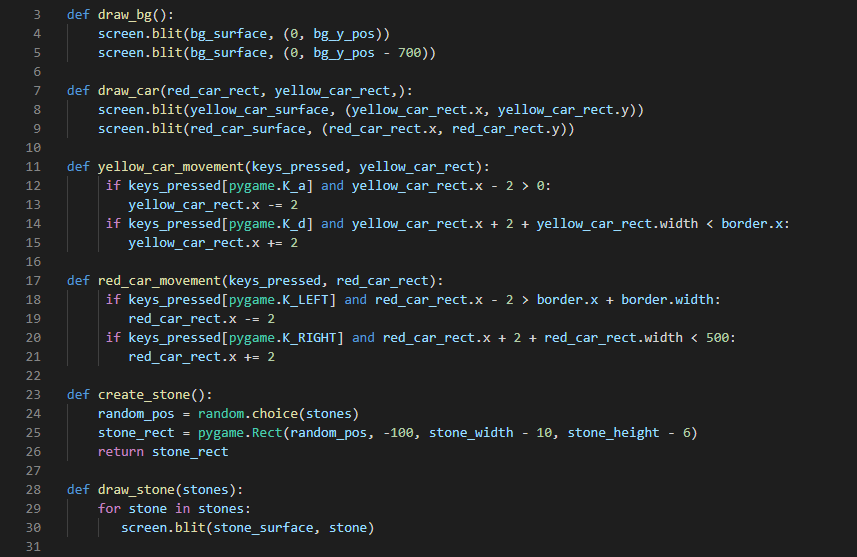 3 def draw_bg():
4     screen.blit(bg_surface, (0, bg_y_pos))
5     screen.blit(bg_surface, (0, bg_y_pos - 700))
6
7 def draw_car(red_car_rect, yellow_car_rect,):
8     screen.blit(yellow_car_surface, (yellow_car_rect.x, yellow_car_rect.y))
9     screen.blit(red_car_surface, (red_car_rect.x, red_car_rect.y))
10
11 def yellow_car_movement(keys_pressed, yellow_car_rect):
12      if keys_pressed[pygame.K_a] and yellow_car_rect.x - 2 > 0:
13         yellow_car_rect.x -= 2
14      if keys_pressed[pygame.K_d] and yellow_car_rect.x + 2 + yellow_car_rect.width < border.x:
15         yellow_car_rect.x += 2
16
17 def red_car_movement(keys_pressed, red_car_rect):
18      if keys_pressed[pygame.K_LEFT] and red_car_rect.x - 2 > border.x + border.width:
19         red_car_rect.x -= 2
20      if keys_pressed[pygame.K_RIGHT] and red_car_rect.x + 2 + red_car_rect.width < 500:
21         red_car_rect.x += 2
22
23 def create_stone():
24     random_pos = random.choice(stones)
25     stone_rect = pygame.Rect(random_pos, -100, stone_width - 10, stone_height - 6)
26     return stone_rect
27
28 def draw_stone(stones):
29     for stone in stones:
30        screen.blit(stone_surface, stone)
31